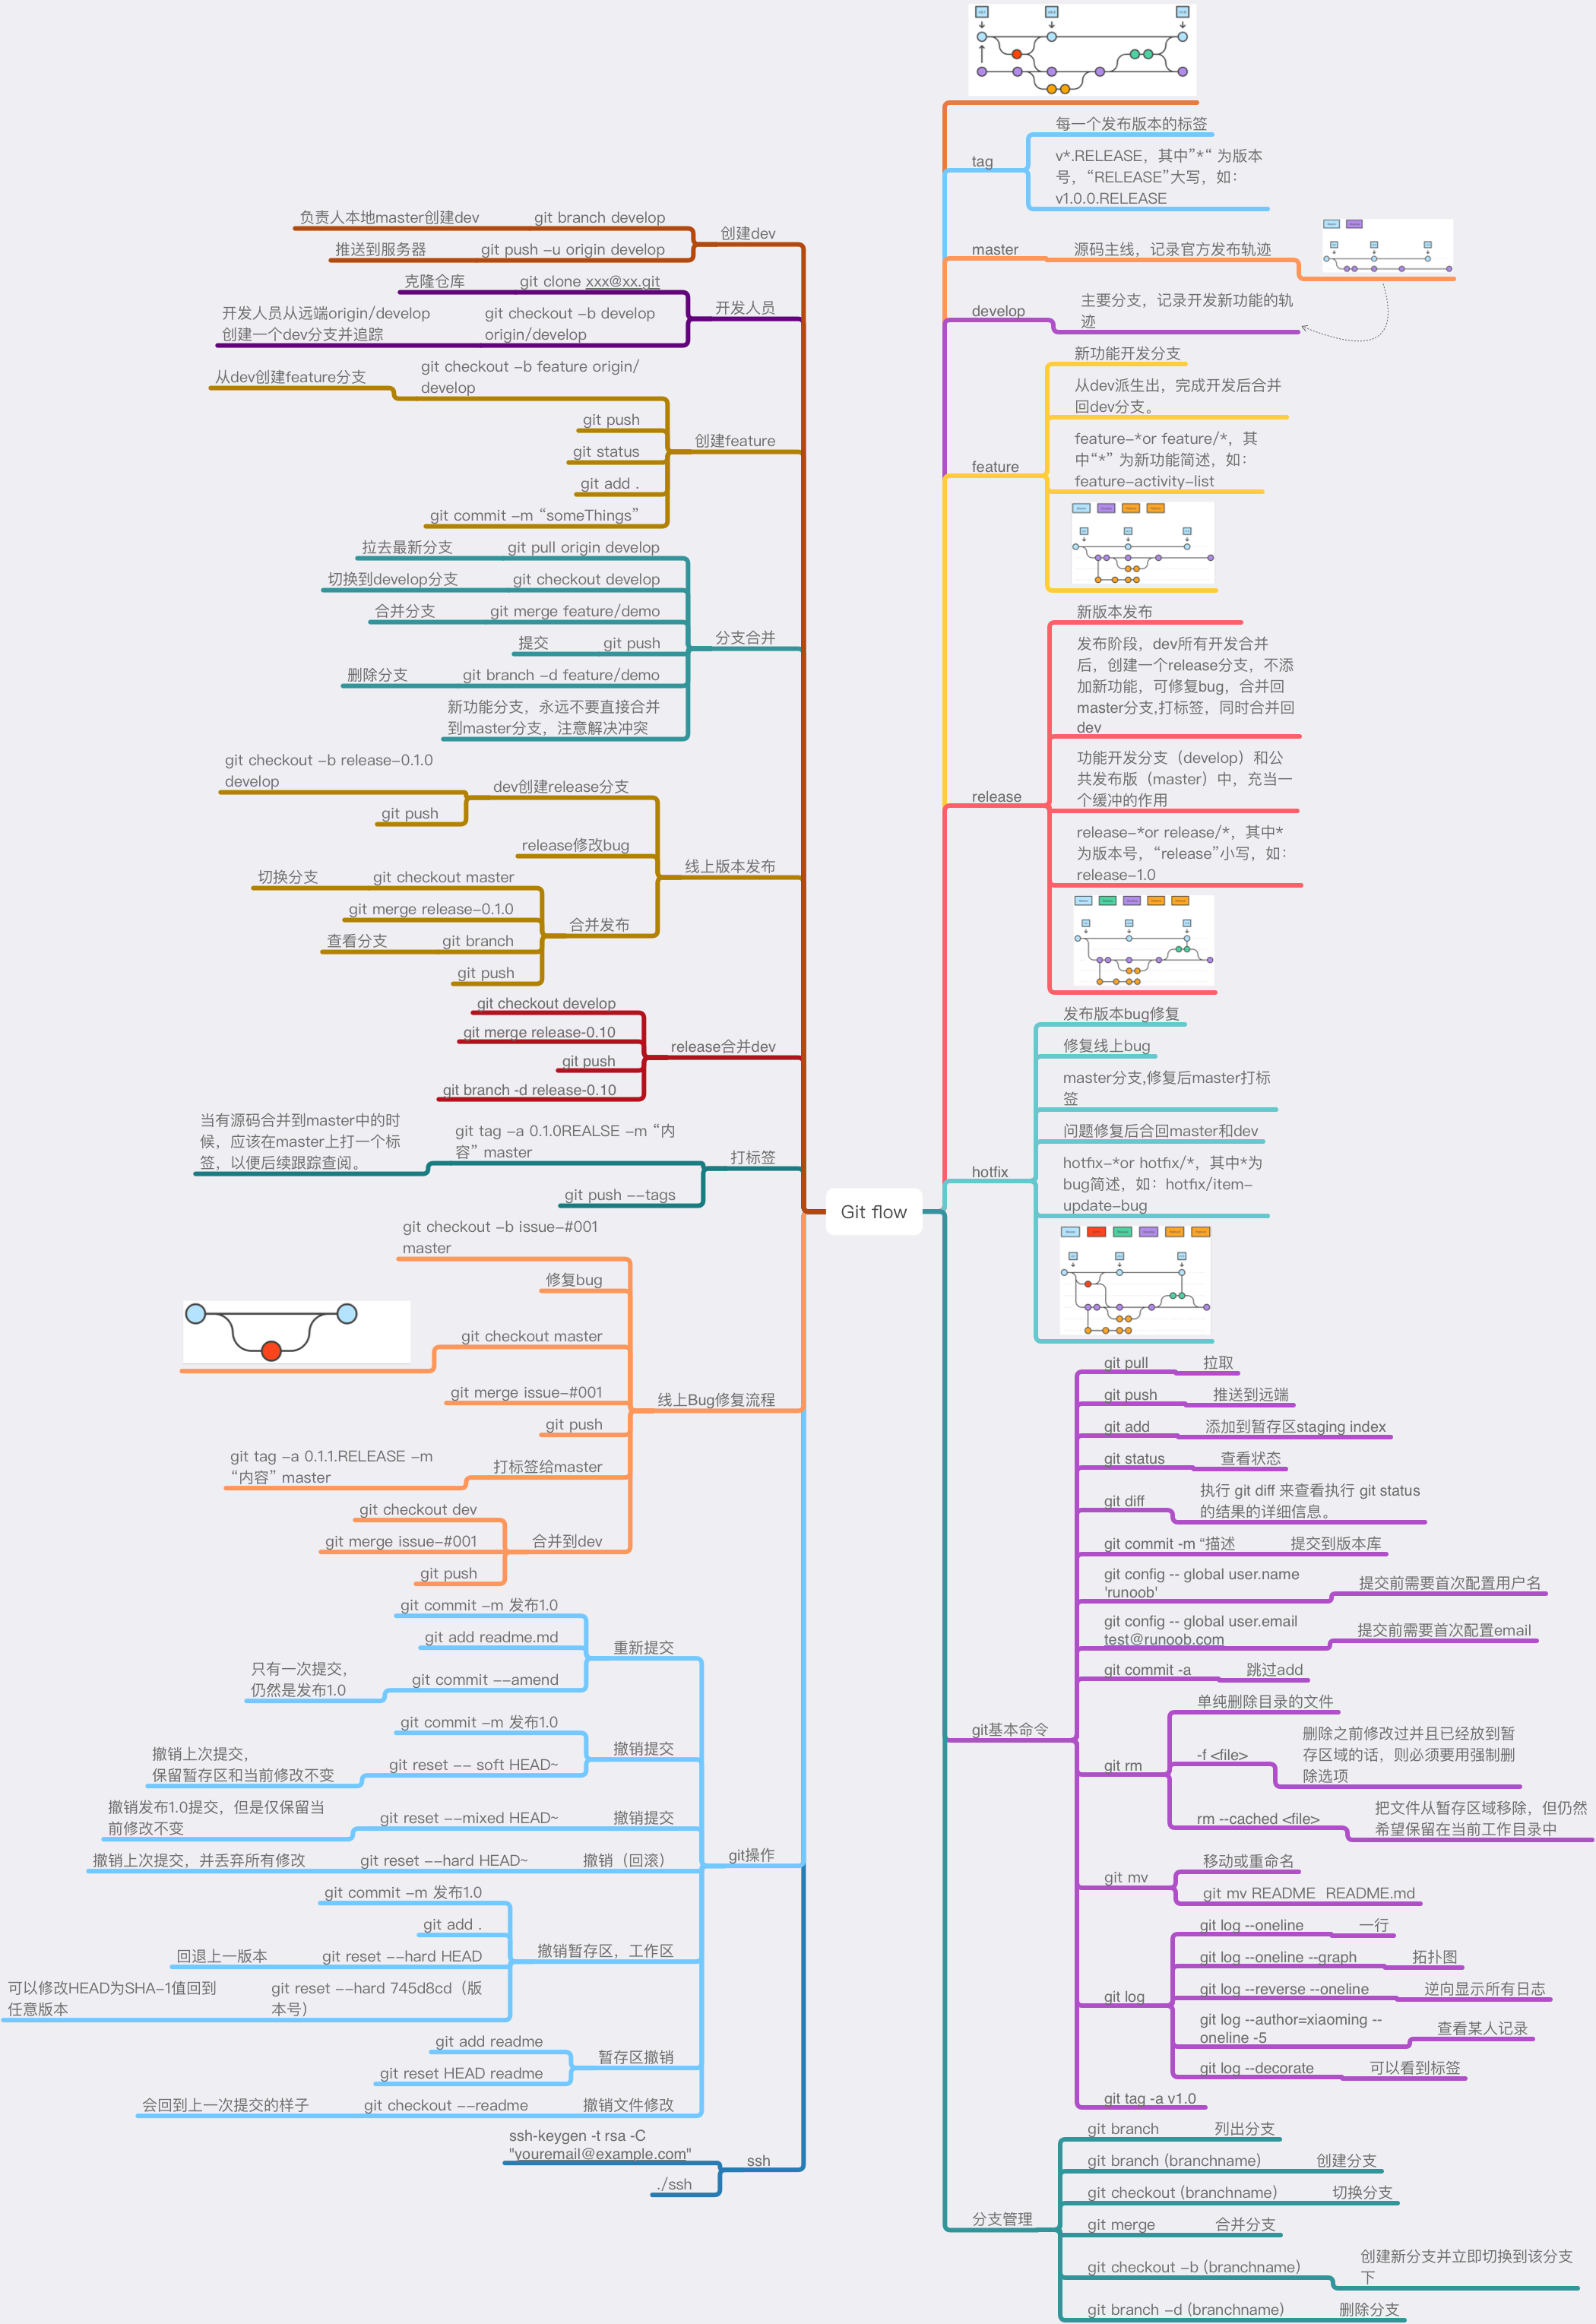 Git flow
tag
每一个发布版本的标签
v*.RELEASE，其中”*“ 为版本
号，“RELEASE”大写，如：
v1.0.0.RELEASE
master
源码主线，记录官方发布轨迹
develop
主要分支，记录开发新功能的轨
迹
feature
新功能开发分支
从dev派生出，完成开发后合并
回dev分支。
feature-*or feature/*，其
中“*” 为新功能简述，如：
feature-activity-list
release
新版本发布
发布阶段，dev所有开发合并
后，创建一个release分支，不添
加新功能，可修复bug，合并回
master分支,打标签，同时合并回
dev
功能开发分支（develop）和公
共发布版（master）中，充当一
个缓冲的作用
release-*or release/*，其中*
为版本号，“release”小写，如：
release-1.0
hotfix
发布版本bug修复
修复线上bug
master分支,修复后master打标
签
问题修复后合回master和dev
hotfix-*or hotfix/*，其中*为
bug简述，如：hotfix/item-
update-bug
git基本命令
git pull
拉取
git push
推送到远端
git add
添加到暂存区staging index
git status
查看状态
git diff
执行 git diff 来查看执行 git status
的结果的详细信息。
git commit -m “描述
提交到版本库
git config -- global user.name
'runoob'
提交前需要首次配置用户名
git config -- global user.email
test@runoob.com
提交前需要首次配置email
git commit -a
跳过add
git rm
单纯删除目录的文件
-f <file>
删除之前修改过并且已经放到暂
存区域的话，则必须要用强制删
除选项
rm --cached <file>
把文件从暂存区域移除，但仍然
希望保留在当前工作目录中
git mv
移动或重命名
git mv README  README.md
git log
git log --oneline
一行
git log --oneline --graph
拓扑图
git log --reverse --oneline
逆向显示所有日志
git log --author=xiaoming --
oneline -5
查看某人记录
git log --decorate
可以看到标签
git tag -a v1.0
分支管理
git branch
列出分支
git branch (branchname)
创建分支
git checkout (branchname)
切换分支
git merge
合并分支
git checkout -b (branchname)
创建新分支并立即切换到该分支
下
git branch -d (branchname)
删除分支
创建dev
git branch develop
负责人本地master创建dev
git push -u origin develop
推送到服务器
开发人员
git clone xxx@xx.git
克隆仓库
git checkout -b develop
origin/develop
开发人员从远端origin/develop
创建一个dev分支并追踪
创建feature
git checkout -b feature origin/
develop
从dev创建feature分支
git push
git status
git add .
git commit -m “someThings”
分支合并
git pull origin develop
拉去最新分支
git checkout develop
切换到develop分支
git merge feature/demo
合并分支
git push
提交
git branch -d feature/demo
删除分支
新功能分支，永远不要直接合并
到master分支，注意解决冲突
线上版本发布
dev创建release分支
git checkout -b release-0.1.0
develop
git push
release修改bug
合并发布
git checkout master
切换分支
git merge release-0.1.0
git branch
查看分支
git push
release合并dev
git checkout develop
git merge release-0.10
git push
git branch -d release-0.10
打标签
git tag -a 0.1.0REALSE -m “内
容” master
当有源码合并到master中的时
候，应该在master上打一个标
签，以便后续跟踪查阅。
git push --tags
线上Bug修复流程
git checkout -b issue-#001
master
修复bug
git checkout master
git merge issue-#001
git push
打标签给master
git tag -a 0.1.1.RELEASE -m
“内容” master
合并到dev
git checkout dev
git merge issue-#001
git push
git操作
重新提交
git commit -m 发布1.0
git add readme.md
git commit --amend
只有一次提交，
仍然是发布1.0
撤销提交
git commit -m 发布1.0
git reset -- soft HEAD~
撤销上次提交，
保留暂存区和当前修改不变
撤销提交
git reset --mixed HEAD~
撤销发布1.0提交，但是仅保留当
前修改不变
撤销（回滚）
git reset --hard HEAD~
撤销上次提交，并丢弃所有修改
撤销暂存区，工作区
git commit -m 发布1.0
git add .
git reset --hard HEAD
回退上一版本
git reset --hard 745d8cd（版
本号）
可以修改HEAD为SHA-1值回到
任意版本
暂存区撤销
git add readme
git reset HEAD readme
撤销文件修改
git checkout --readme
会回到上一次提交的样子
ssh
ssh-keygen -t rsa -C
"youremail@example.com"
./ssh